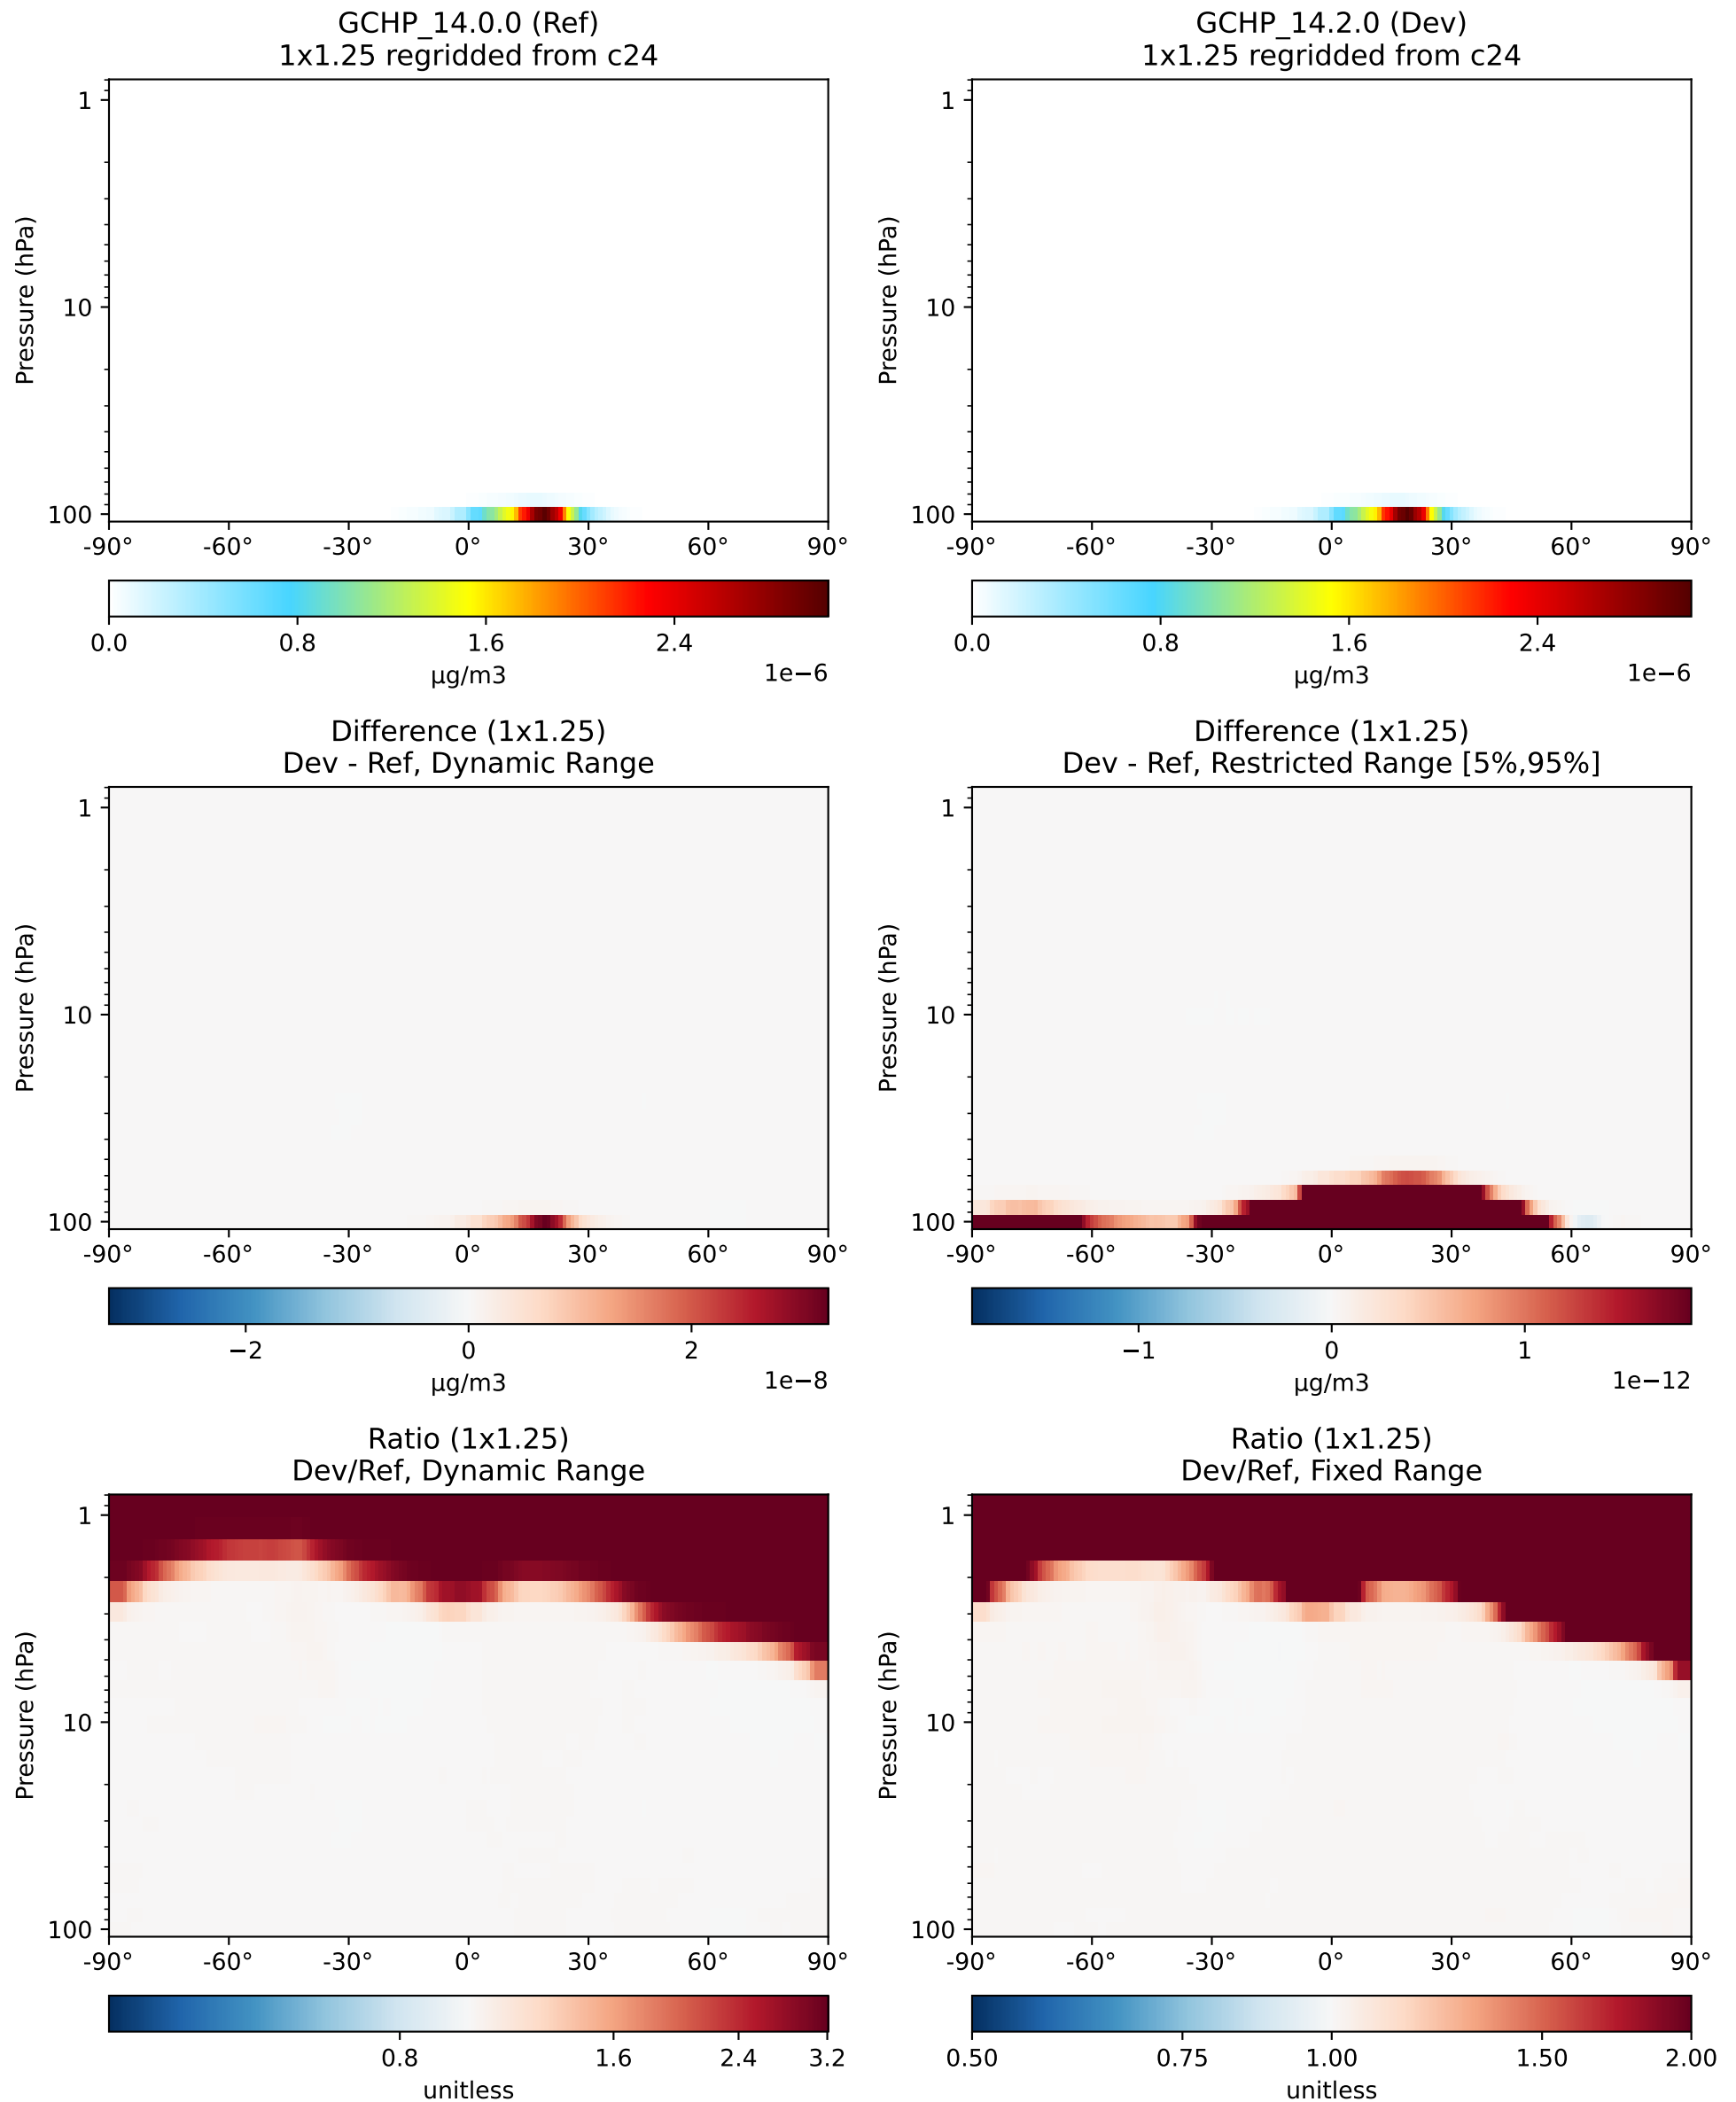 GCHP_14.0.0 (Ref)
1x1.25 regridded from c24
Pressure (hPa)
1
10
100
-90° -60° -30° 0° 30° 60° 90°
0.0 0.8 1.6 2.4
µg/m3
1e−6
GCHP_14.2.0 (Dev)
1x1.25 regridded from c24
Pressure (hPa)
1
10
100
-90° -60° -30° 0° 30° 60° 90°
0.0 0.8 1.6 2.4
µg/m3
1e−6
Difference (1x1.25)
Dev - Ref, Dynamic Range
Pressure (hPa)
1
10
100
-90° -60° -30° 0° 30° 60° 90°
−2 0 2
µg/m3
1e−8
Difference (1x1.25)
Dev - Ref, Restricted Range [5%,95%]
Pressure (hPa)
1
10
100
-90° -60° -30° 0° 30° 60° 90°
−1 0 1
µg/m3
1e−12
Ratio (1x1.25)
Dev/Ref, Dynamic Range
Pressure (hPa)
1
10
100
-90° -60° -30° 0° 30° 60° 90°
0.8 1.6 2.4 3.2
unitless
Ratio (1x1.25)
Dev/Ref, Fixed Range
Pressure (hPa)
1
10
100
-90° -60° -30° 0° 30° 60° 90°
0.50 0.75 1.00 1.50 2.00
unitless